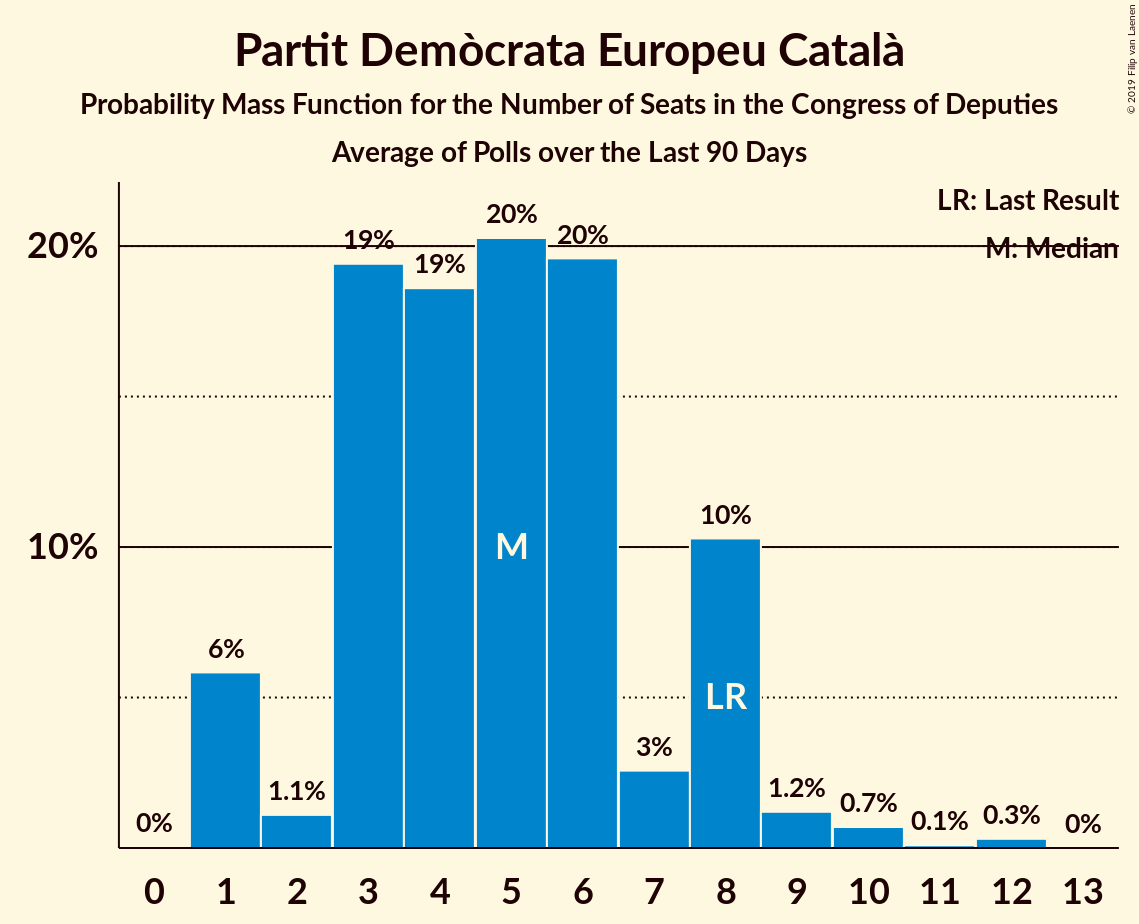 Partit Demòcrata Europeu Català
Probability Mass Function for the Number of Seats in the Congress of Deputies
Average of Polls over the Last 90 Days
© 2019 Filip van Laenen
LR: Last Result
M: Median
20%
10%
0%
6%
1.1%
19%
19%
20%
20%
3%
10%
1.2%
0.7%
0.1%
0.3%
0%
M
LR
0 1 2 3 4 5 6 7 8 9 10 11 12 13